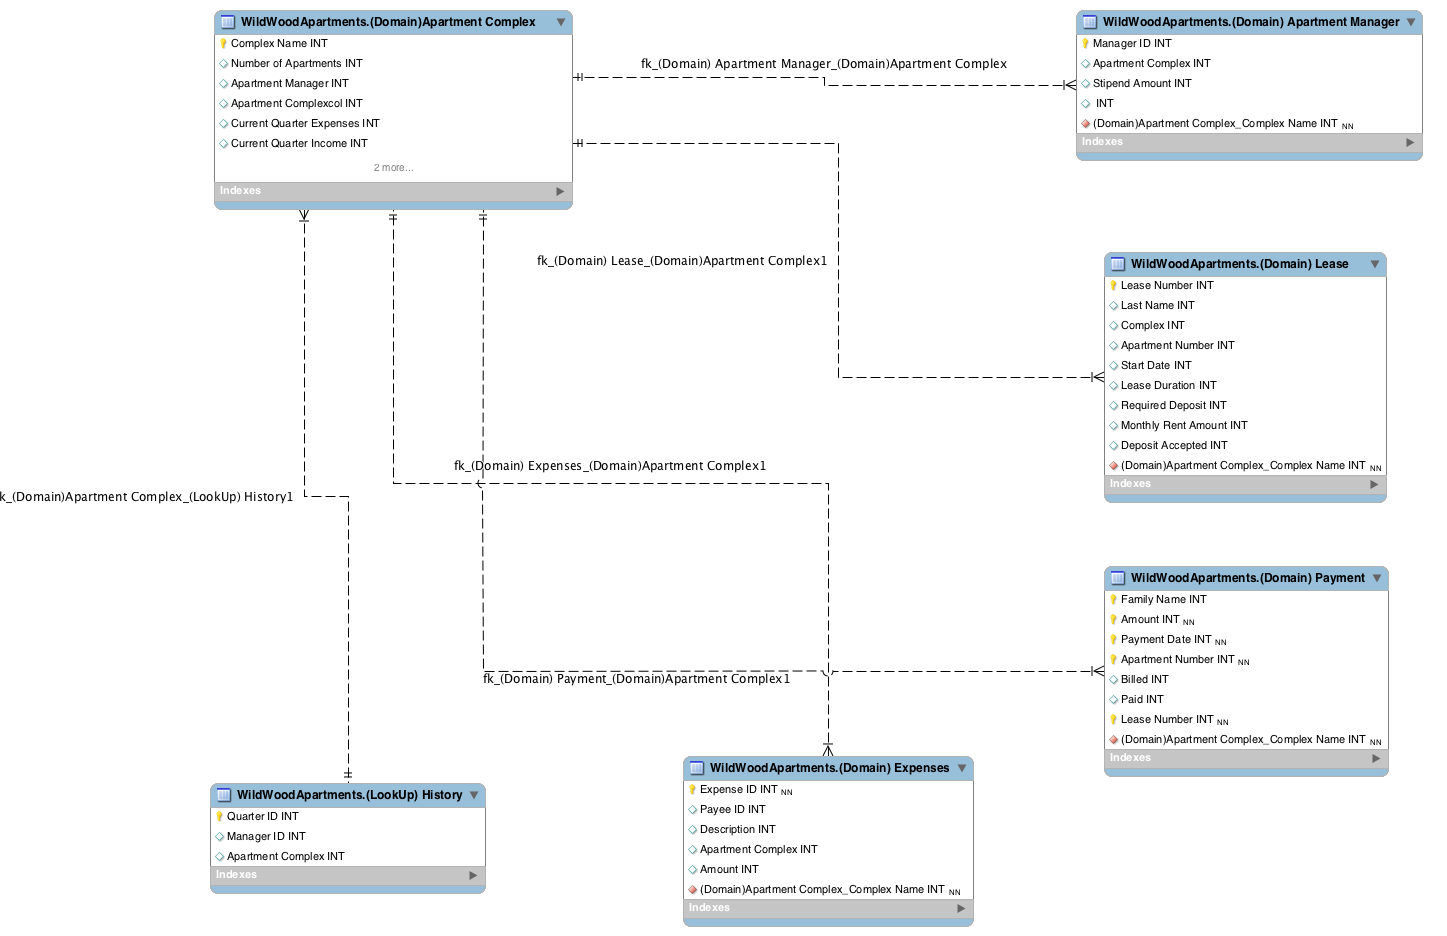 WildWoodApartments.(Domain)Apartment Complex
Complex Name INT
Number of Apartments INT
Apartment Manager INT
Apartment Complexcol INT
Current Quarter Expenses INT
Current Quarter Income INT
2 more...
Indexes
fk_(Domain) Apartment Manager_(Domain)Apartment Complex
WildWoodApartments.(Domain) Apartment Manager
Manager ID INT
Apartment Complex INT
Stipend Amount INT
INT
(Domain)Apartment Complex_Complex Name INT NN
Indexes
fk_(Domain) Lease_(Domain)Apartment Complex1
WildWoodApartments.(Domain) Lease
Lease Number INT
Last Name INT
Complex INT
Apartment Number INT
Start Date INT
Lease Duration INT
Required Deposit INT
Monthly Rent Amount INT
Deposit Accepted INT
(Domain)Apartment Complex_Complex Name INT NN
Indexes
fk_(Domain) Expenses_(Domain)Apartment Complex1
k_(Domain)Apartment Complex_(LookUp) History1
WildWoodApartments.(Domain) Payment
Family Name INT
Amount INT NN
Payment Date INT NN
Apartment Number INT NN
Billed INT
Paid INT
Lease Number INT NN
(Domain)Apartment Complex_Complex Name INT NN
Indexes
fk_(Domain) Payment_(Domain)Apartment Complex1
WildWoodApartments.(LookUp) History
Quarter ID INT
Manager ID INT
Apartment Complex INT
Indexes
WildWoodApartments.(Domain) Expenses
Expense ID INT NN
Payee ID INT
Description INT
Apartment Complex INT
Amount INT
(Domain)Apartment Complex_Complex Name INT NN
Indexes